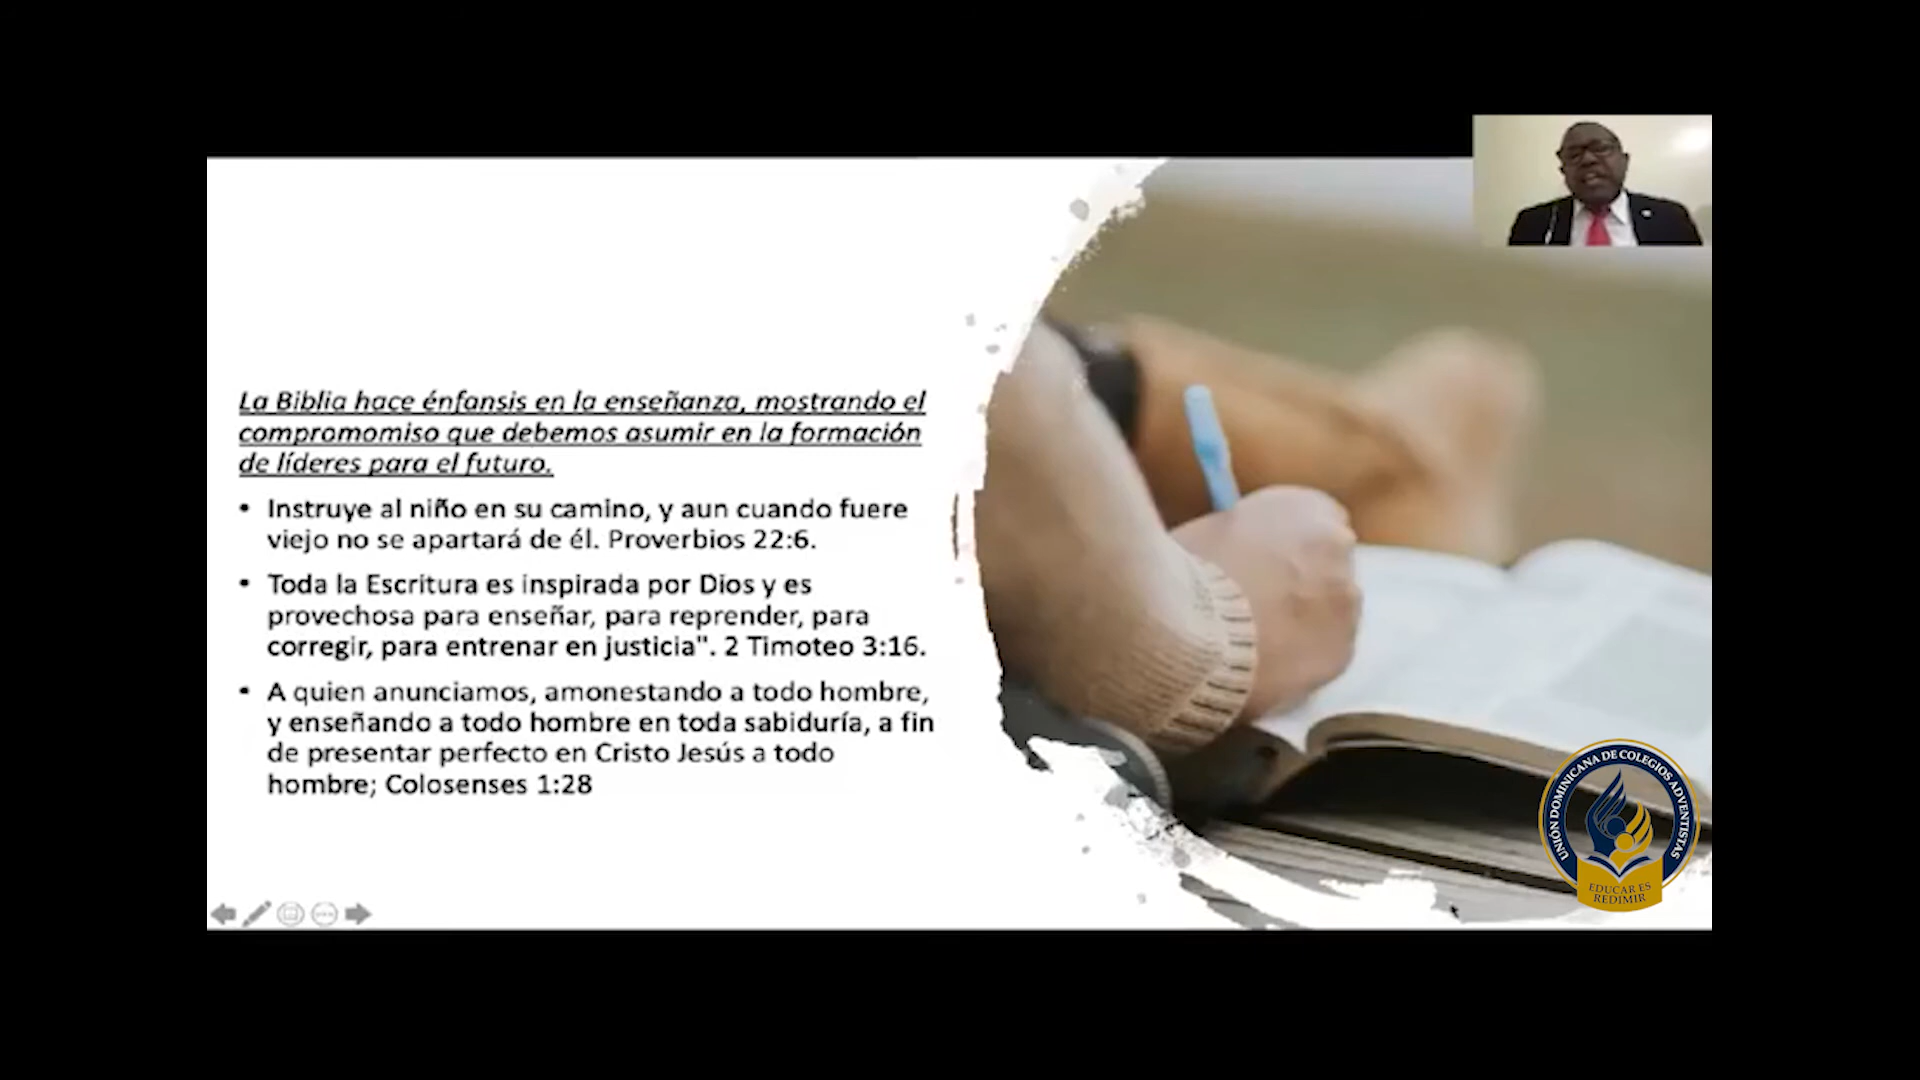 La Biblia hace énfansis en la enseñanza, mostrando el
compromomiso que debemos asumir en la formación
de líderes para el futuro.
• Instruye al niño en su camino, y aun cuando fuere
viejo no se apartará de él. Proverbios 22:6.
• Toda la Escritura es inspirada por Dios y es
provechosa para enseñar, para reprender, para
corregir, para entrenar en justicia". 2 Timoteo 3:16.
• A quien anunciamos, amonestando a todo hombre,
y enseñando a todo hombre en toda sabiduría, a fin
de presentar perfecto en Cristo Jesús a todo
hombre; Colosenses 1:28
UNIÓN DOMINICANA DE COLEGIOS ADVENTISTAS
EDUCAR ES
REDIMIR